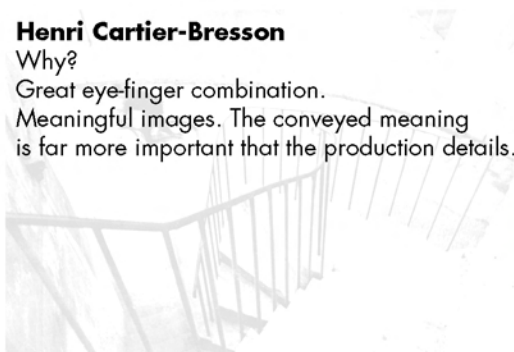 Henri Cartier-Bresson
Why?
Great eye-finger combination.
Meaningful images. The conveyed meaning
is far more important that the production details.